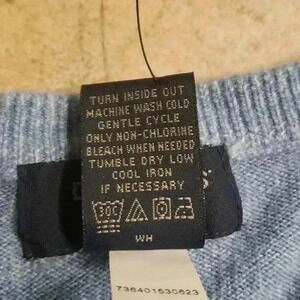 TURN INSIDE OUT
MACHINE WASH COLD
GENTLE CYCLE
ONLY NON-CHLORINE
BLEACH WHEN NEEDED
TUMBLE DRY LOW
COOL IRON
IF NECESSARY
30C
WH
736401530623